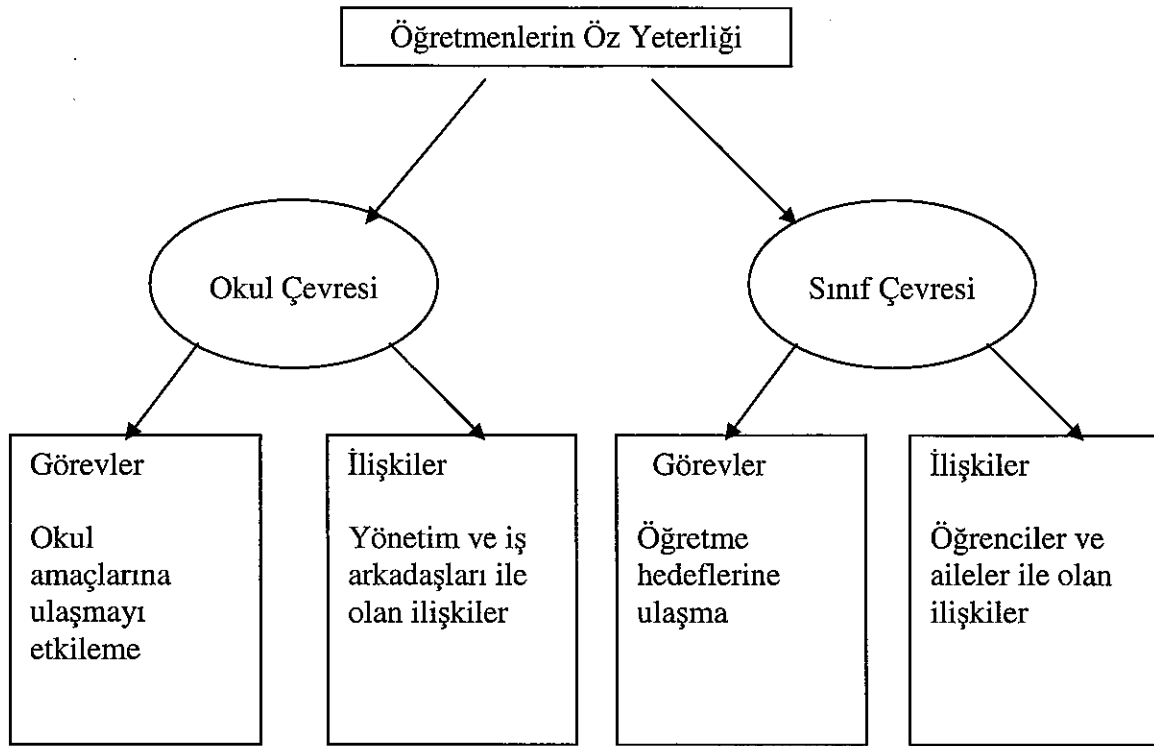 Öğretmenlerin Öz Yeterliği
Okul Çevresi
Sınıf Çevresi
Görevler
Okul
amaçlarına
ulaşmayı
etkileme
İlişkiler
Yönetim ve iş
arkadaşları ile
olan ilişkiler
Görevler
Öğretme
hedeflerine
ulaşma
İlişkiler
Öğrenciler ve
aileler ile olan
ilişkiler